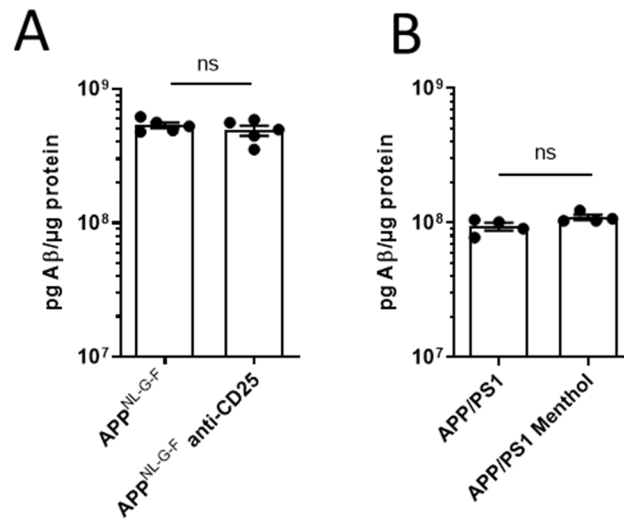 A
ns
10⁹
10⁸
10⁷
pg Aβ/µg protein
APP^NL-G-F
APP^NL-G-F anti-CD25
B
ns
10⁹
10⁸
10⁷
pg Aβ/µg protein
APP/PS1
APP/PS1 Menthol